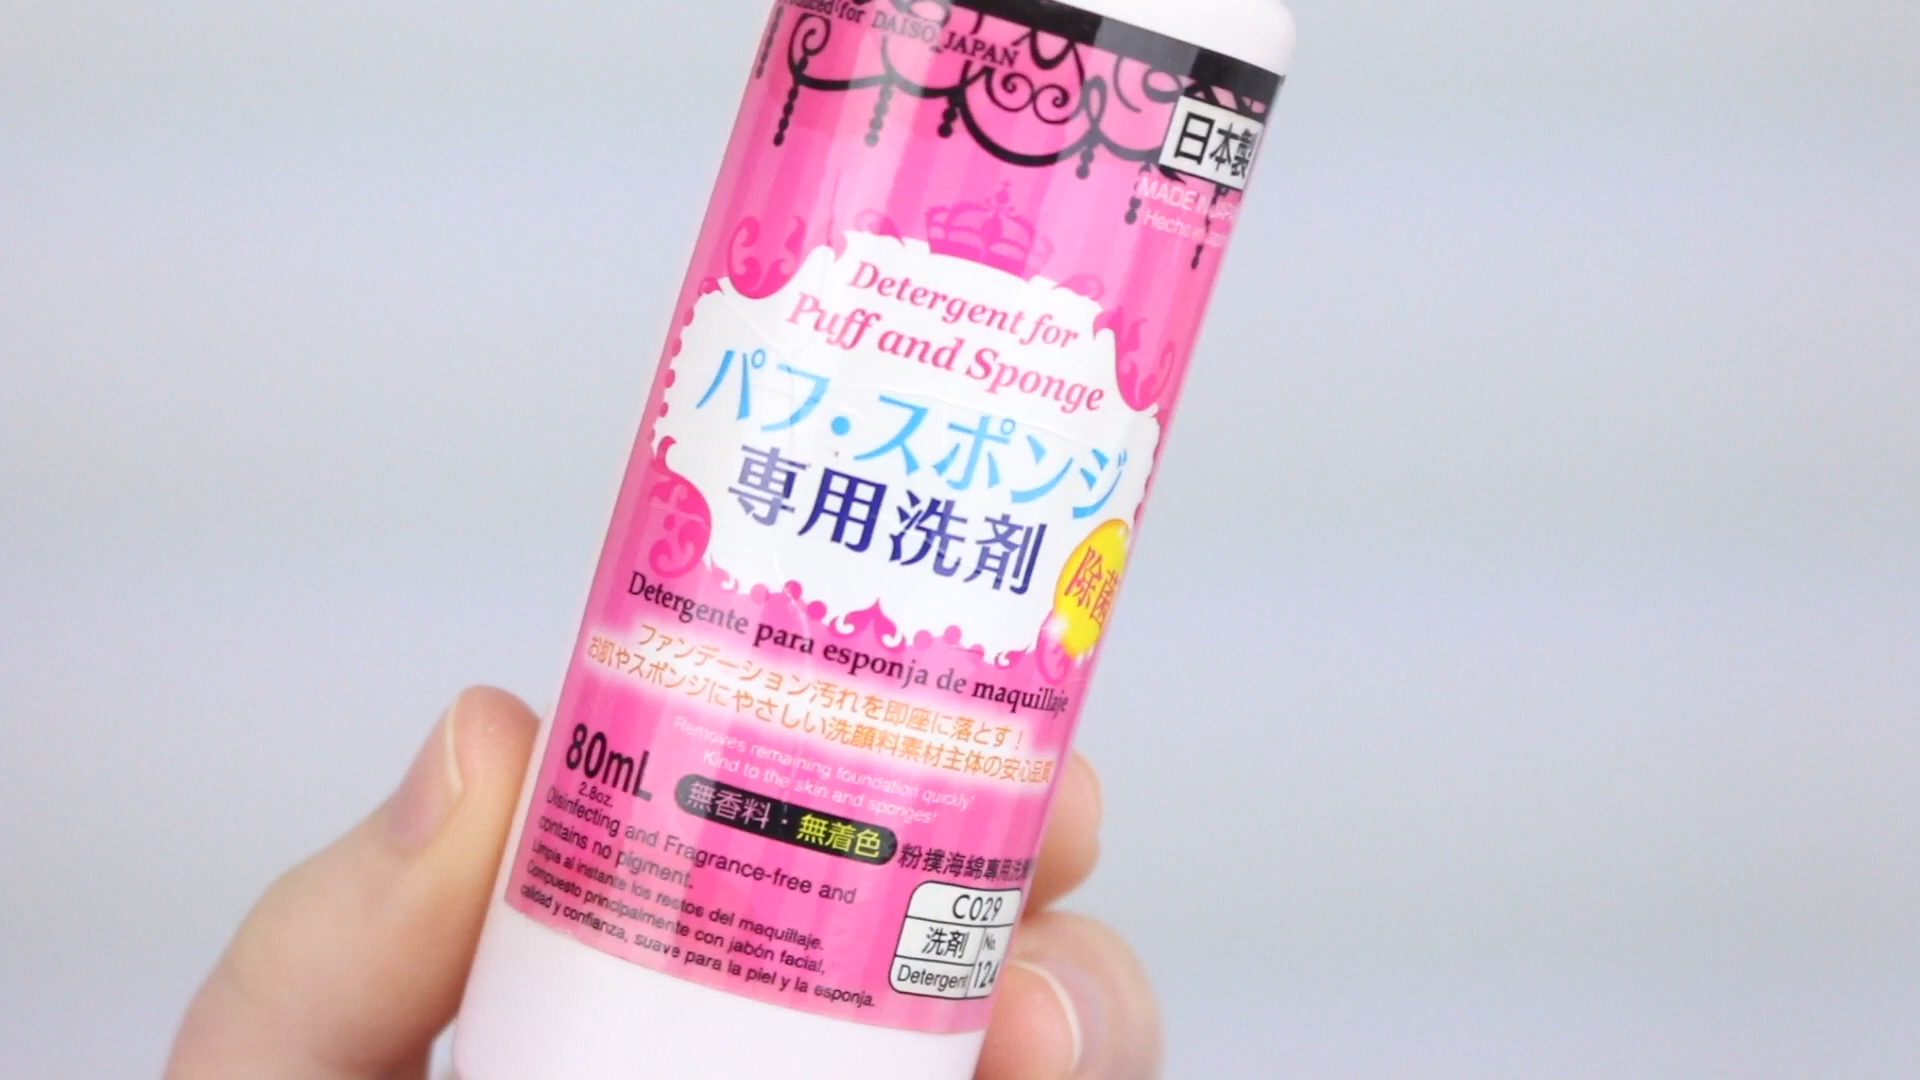 for DAISO JAPAN
日本製
MADE IN
Hecho
Detergent for
Puff and Sponge
パフ・スポンジ
専用洗剤
除菌
Detergente para esponja de maquillaje
ファンデーション汚れを即座に落とす!
お肌やスポンジにやさしい洗顔料素材主体の安心品質
Removes remaining foundation quickly!
Kind to the skin and sponges!
80mL
2.8oz.
無香料:無着色
Disinfecting and Fragrance-free and
contains no pigment.
粉撲海綿專用洗
Limpia al instante los restos del maquillaje.
Compuesto principalmente con jabón facial,
calidad y confianza, suave para la piel y la esponja.
C029
洗剤 No.
Detergent 124